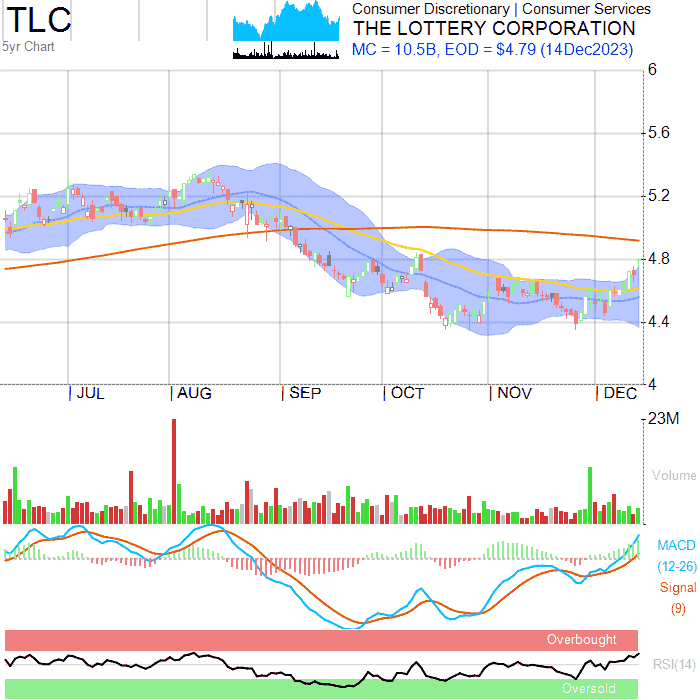 TLC
5yr Chart
Consumer Discretionary | Consumer Services
THE LOTTERY CORPORATION
MC = 10.5B, EOD = $4.79 (14Dec2023)
6
5.6
5.2
4.8
4.4
4
JUL AUG SEP OCT NOV DEC
23M
Volume
MACD
(12-26)
Signal
(9)
Overbought
RSI(14)
Oversold